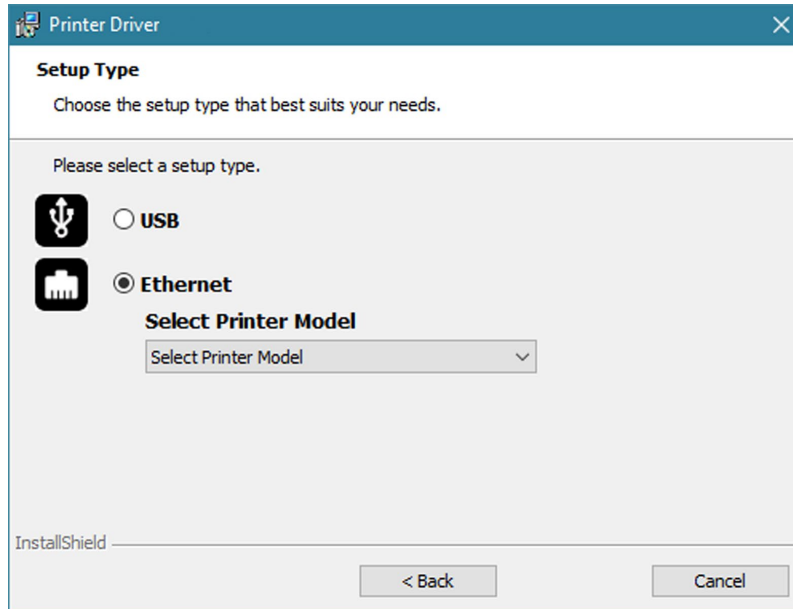 Printer Driver
Setup Type
Choose the setup type that best suits your needs.
Please select a setup type.
USB
Ethernet
Select Printer Model
Select Printer Model
InstallShield
< Back
Cancel